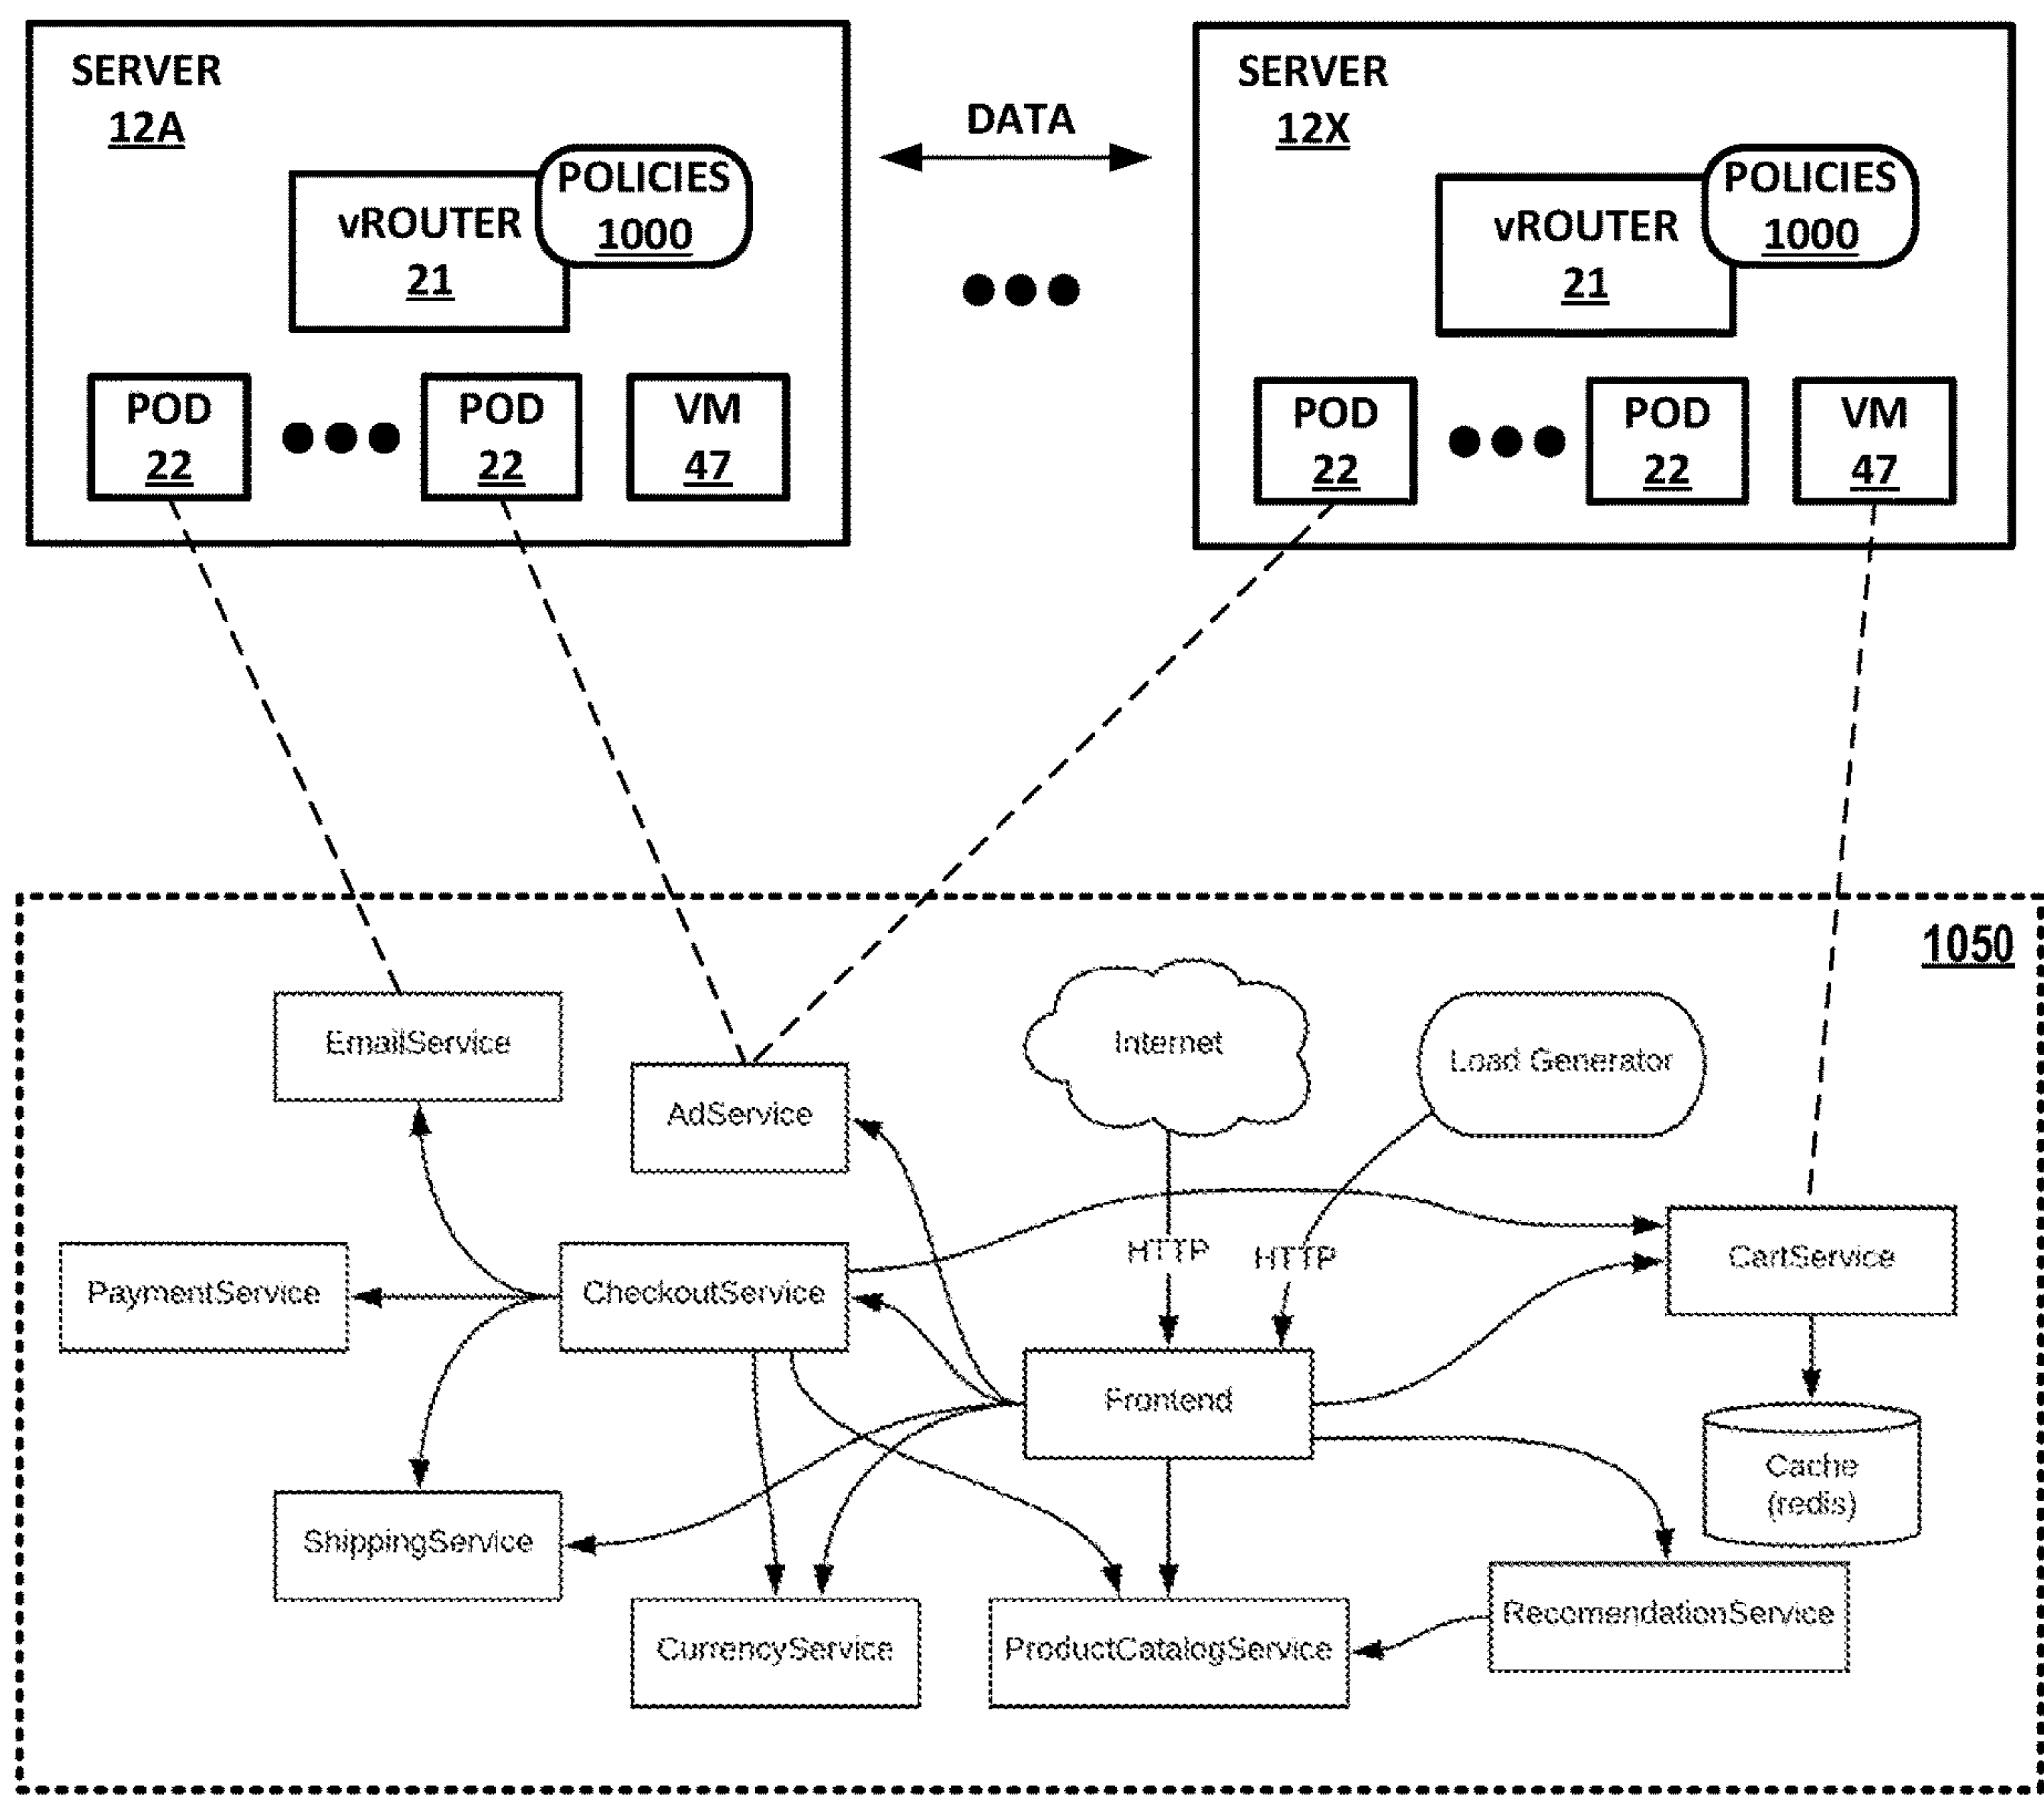 SERVER
12A
POLICIES
1000
vROUTER
21
POD
22
POD
22
VM
47
DATA
SERVER
12X
POLICIES
1000
vROUTER
21
POD
22
POD
22
VM
47
1050
EmailService
AdService
Internet
Load Generator
HTTP
HTTP
PaymentService
CheckoutService
CartService
Frontend
Cache
(redis)
ShippingService
CurrencyService
ProductCatalogService
RecomendationService